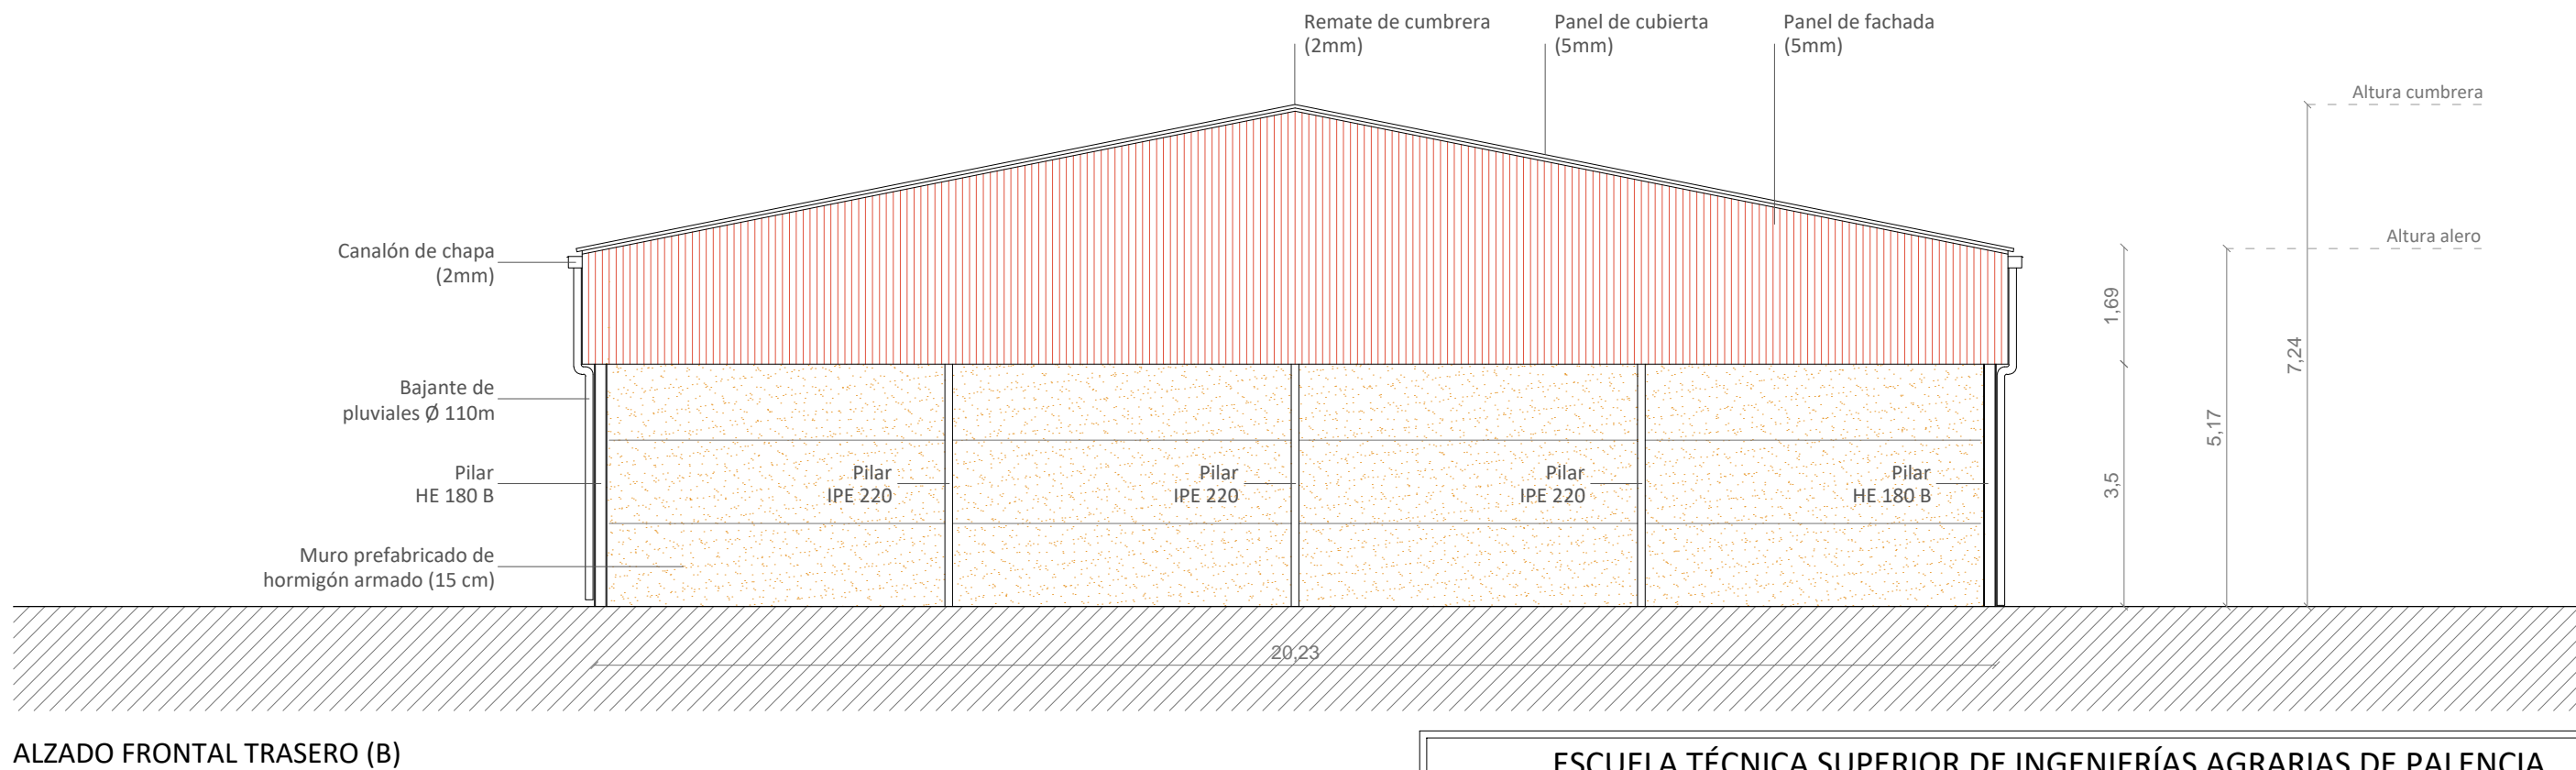 Remate de cumbrera
(2mm)
Panel de cubierta
(5mm)
Panel de fachada
(5mm)
Altura cumbrera
Altura alero
Canalón de chapa
(2mm)
1,69
7,24
Bajante de
pluviales Ø 110m
5,17
Pilar
HE 180 B
Pilar
IPE 220
Pilar
IPE 220
Pilar
IPE 220
Pilar
HE 180 B
3,5
Muro prefabricado de
hormigón armado (15 cm)
20,23
ALZADO FRONTAL TRASERO (B)
ESCUELA TÉCNICA SUPERIOR DE INGENIERÍAS AGRARIAS DE PALENCIA